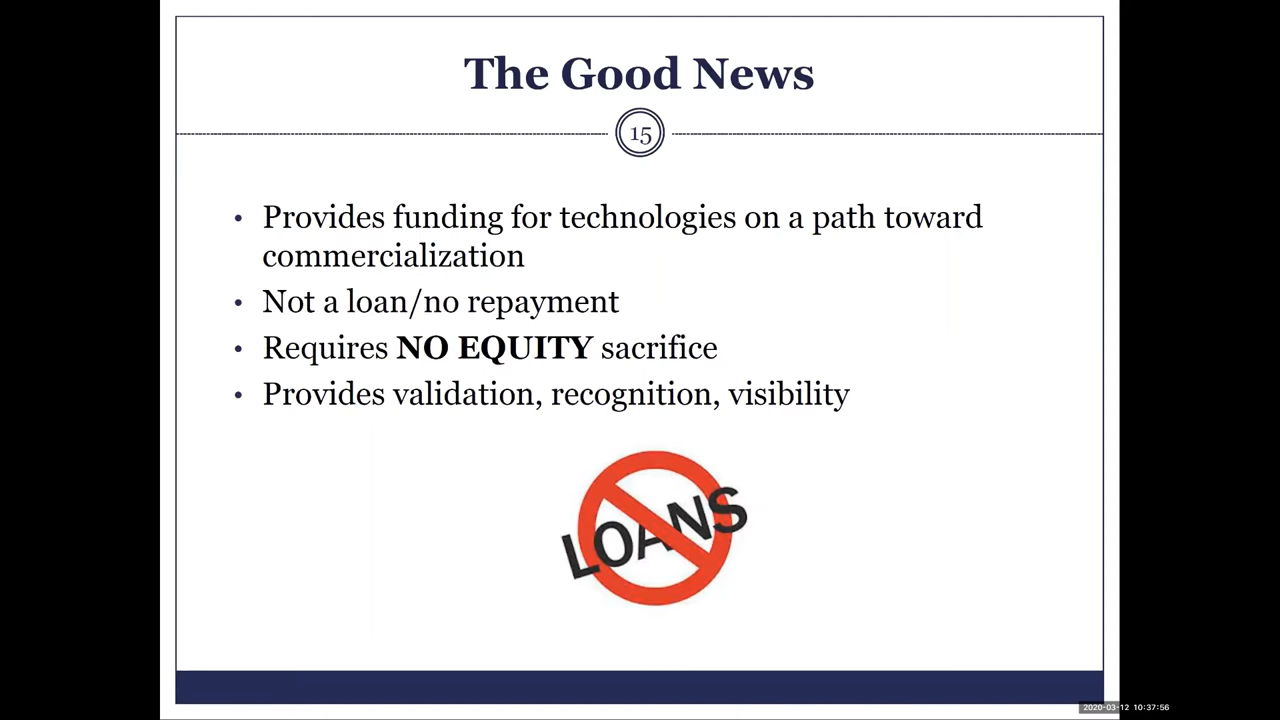 The Good News
15
• Provides funding for technologies on a path toward
commercialization
• Not a loan/no repayment
• Requires NO EQUITY sacrifice
• Provides validation, recognition, visibility
LOANS
2020-03-12 10:37:56